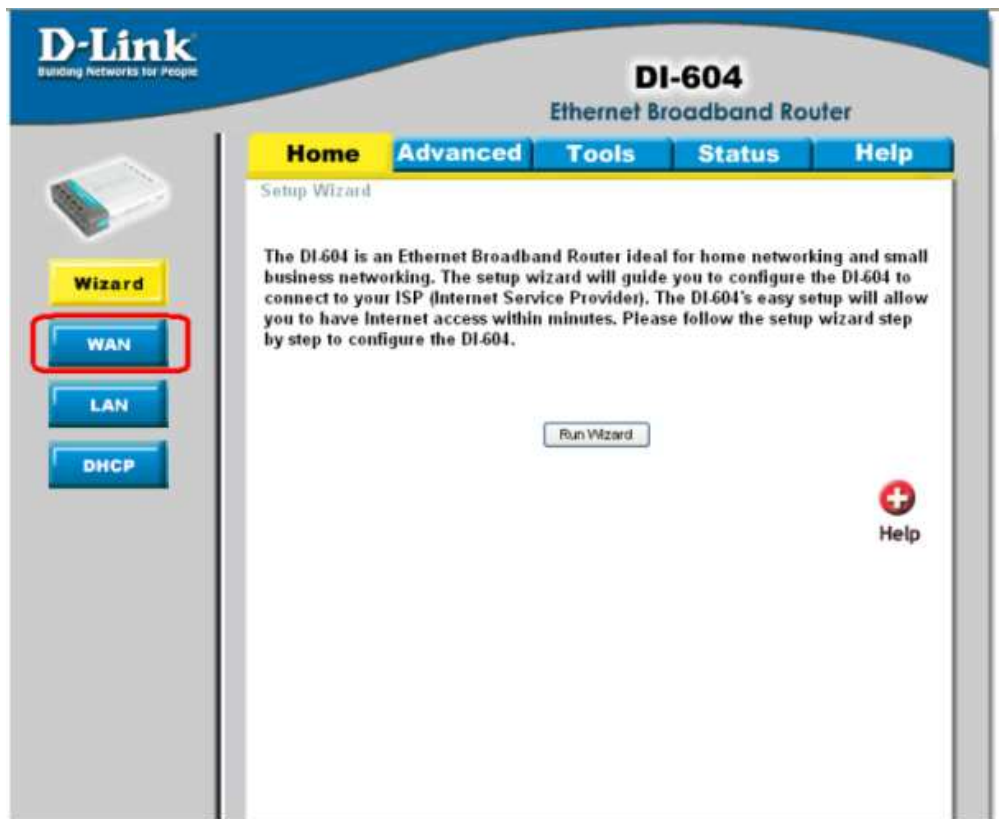 D-Link
Building Networks for People
DI-604
Ethernet Broadband Router
Home
Advanced
Tools
Status
Help
Setup Wizard
The DI-604 is an Ethernet Broadband Router ideal for home networking and small
business networking. The setup wizard will guide you to configure the DI-604 to
connect to your ISP (Internet Service Provider). The DI-604's easy setup will allow
you to have Internet access within minutes. Please follow the setup wizard step
by step to configure the DI-604.
Wizard
WAN
LAN
DHCP
Run Wizard
Help